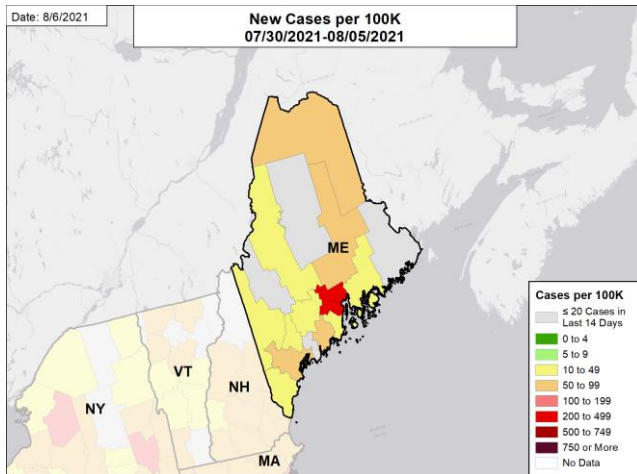 Date: 8/6/2021
New Cases per 100K
07/30/2021-08/05/2021
ME
VT
NH
NY
MA
Cases per 100K
≤ 20 Cases in
Last 14 Days
0 to 4
5 to 9
10 to 49
50 to 99
100 to 199
200 to 499
500 to 749
750 or More
No Data